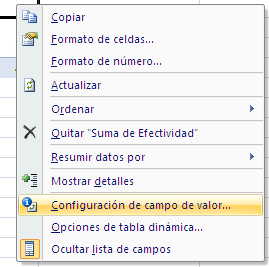 Copiar
Formato de celdas...
Formato de número...
Actualizar
Ordenar
Quitar "Suma de Efectividad"
Resumir datos por
Mostrar detalles
Configuración de campo de valor...
Opciones de tabla dinámica...
Ocultar lista de campos